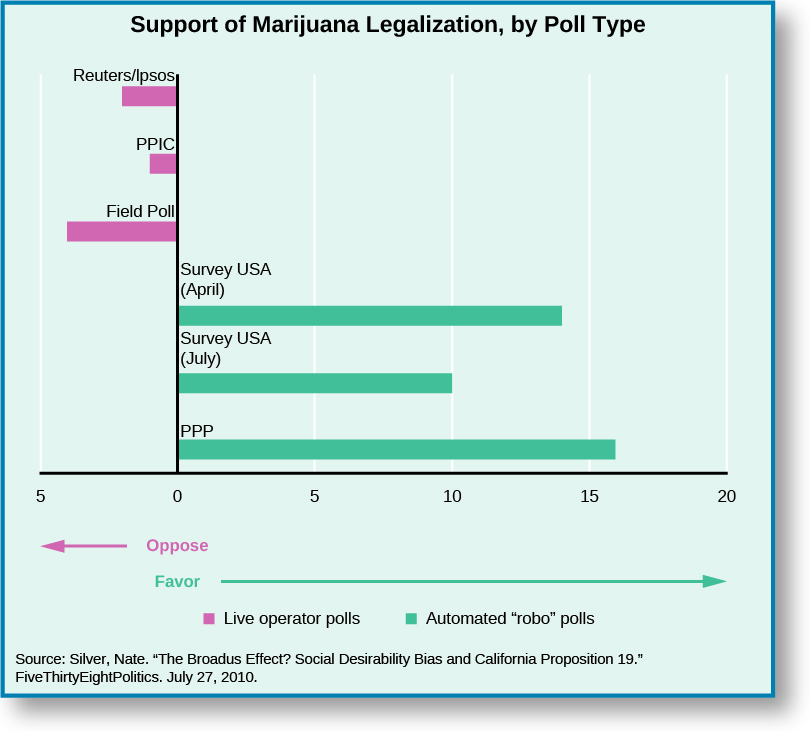 Support of Marijuana Legalization, by Poll Type
Reuters/Ipsos
PPIC
Field Poll
Survey USA
(April)
Survey USA
(July)
PPP
5 0 5 10 15 20
Oppose
Favor
Live operator polls Automated “robo” polls
Source: Silver, Nate. “The Broadus Effect? Social Desirability Bias and California Proposition 19.”
FiveThirtyEightPolitics. July 27, 2010.